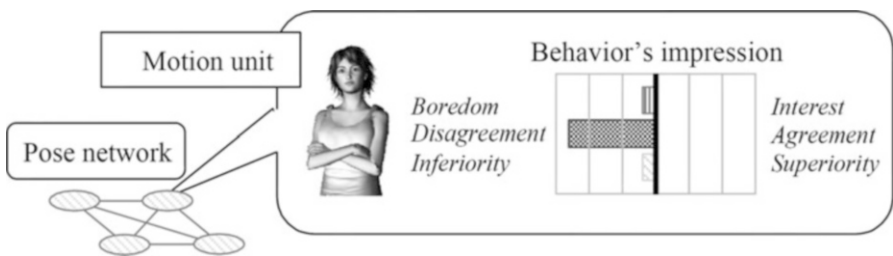 Motion unit
Pose network
Behavior's impression
Boredom
Disagreement
Inferiority
Interest
Agreement
Superiority